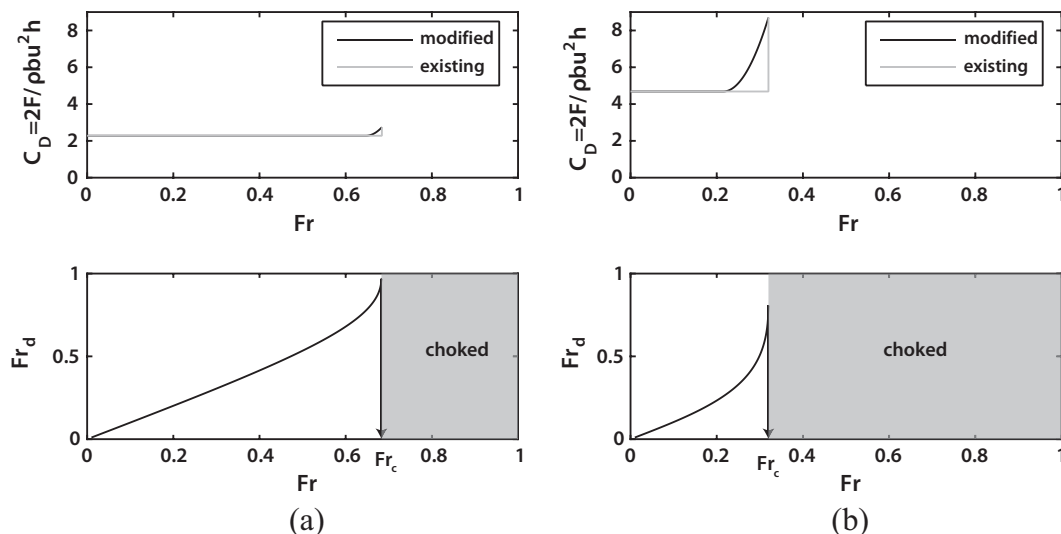 C_D=2F/ρbu²h
8
6
4
2
0
modified
existing
0 0.2 0.4 0.6 0.8 1
Fr
C_D=2F/ρbu²h
8
6
4
2
0
modified
existing
0 0.2 0.4 0.6 0.8 1
Fr
Fr_d
1
0.5
0
choked
0 0.2 0.4 0.6 Fr_c 0.8 1
Fr
(a)
Fr_d
1
0.5
0
choked
0 0.2 Fr_c 0.4 0.6 0.8 1
Fr
(b)